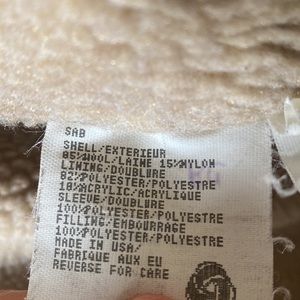 SAB
SHELL/EXTERIEUR
85%WOOL/LAINE 15%NYLON
LINING/DOUBLURE
82%POLYESTER/POLYESTRE
18%ACRYLIC/ACRYLIQUE
SLEEVE/DOUBLURE
100%POLYESTER/POLYESTRE
FILLING/EMBOURRAGE
100%POLYESTER/POLYESTRE
MADE IN USA/
FABRIQUE AUX EU
REVERSE FOR CARE